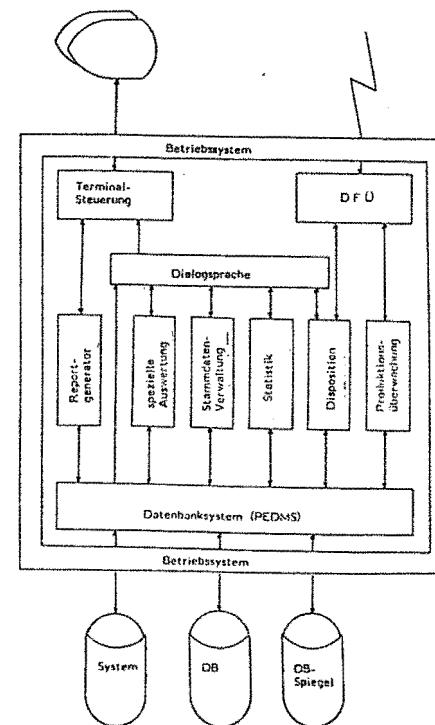 Betriebssystem
Terminal-
Steuerung
DFÜ
Dialogsprache
Report-
generator
spezielle
Auswertung
Stammdaten-
Verwaltung
Statistik
Disposition
Produktions-
überwachung
Datenbanksystem (PEDMS)
Betriebssystem
System
DB
DB-
Spiegel